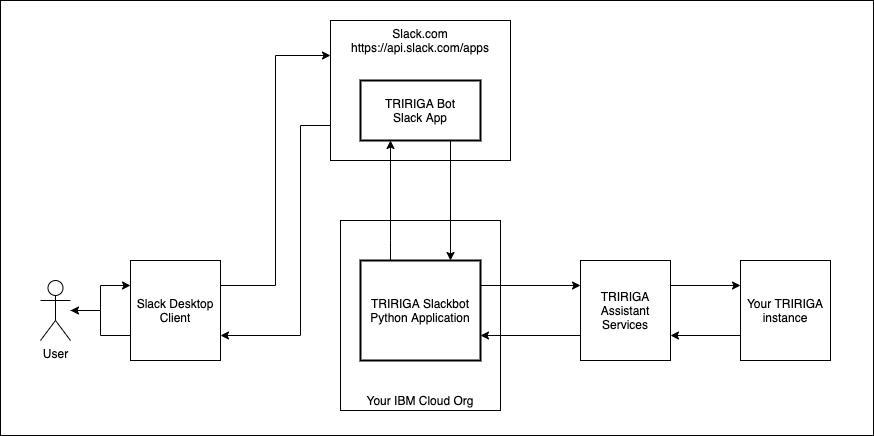 Slack.com
https://api.slack.com/apps
TRIRIGA Bot
Slack App
Slack Desktop
Client
User
TRIRIGA Slackbot
Python Application
Your IBM Cloud Org
TRIRIGA
Assistant
Services
Your TRIRIGA
instance